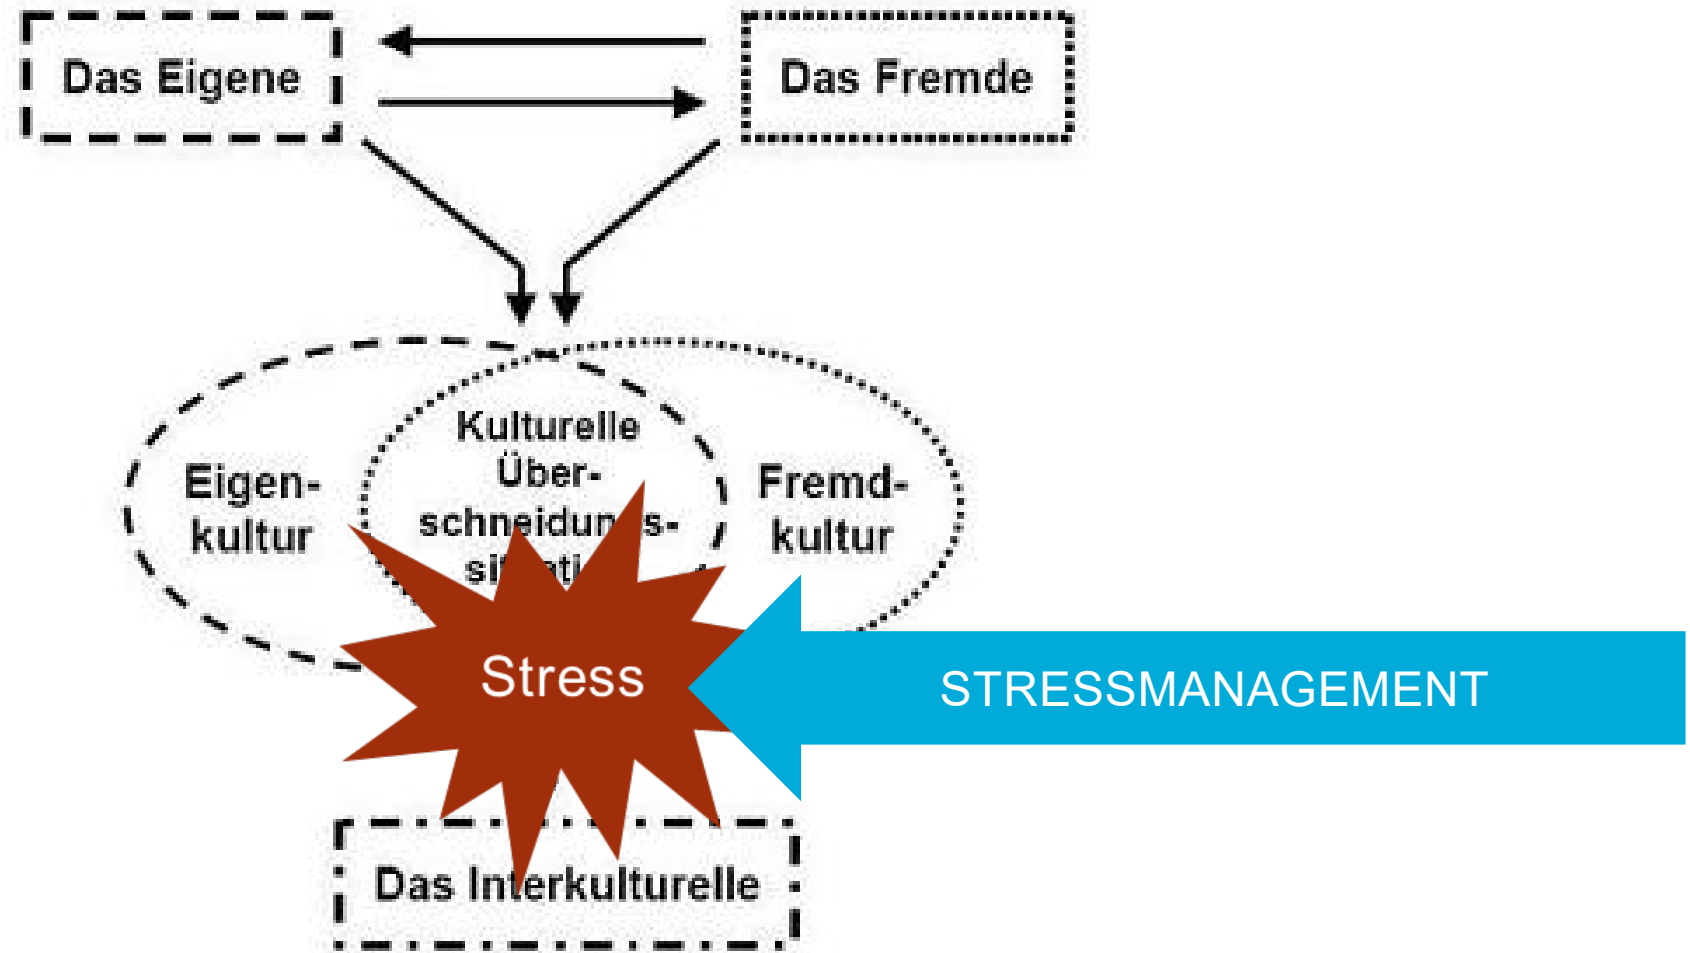 Das Eigene
Das Fremde
Kulturelle
Über-
Eigen-
kultur
Fremd-
kultur
Stress
STRESSMANAGEMENT
Das Interkulturelle